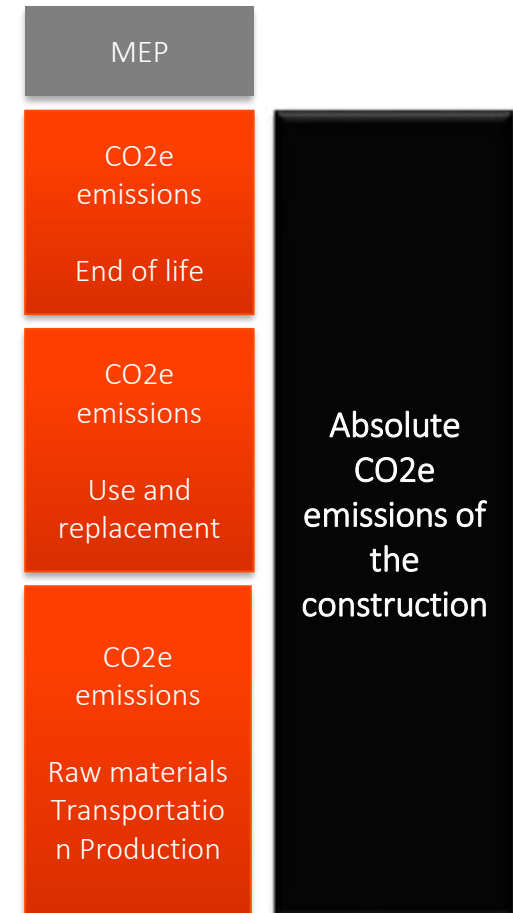 MEP
CO2e
emissions
End of life
CO2e
emissions
Use and
replacement
CO2e
emissions
Raw materials
Transportatio
n Production
Absolute
CO2e
emissions of
the
construction